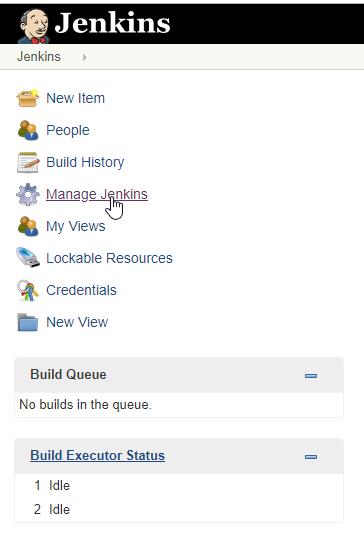 Jenkins
Jenkins
New Item
People
Build History
Manage Jenkins
My Views
Lockable Resources
Credentials
New View
Build Queue
No builds in the queue.
Build Executor Status
1 Idle
2 Idle